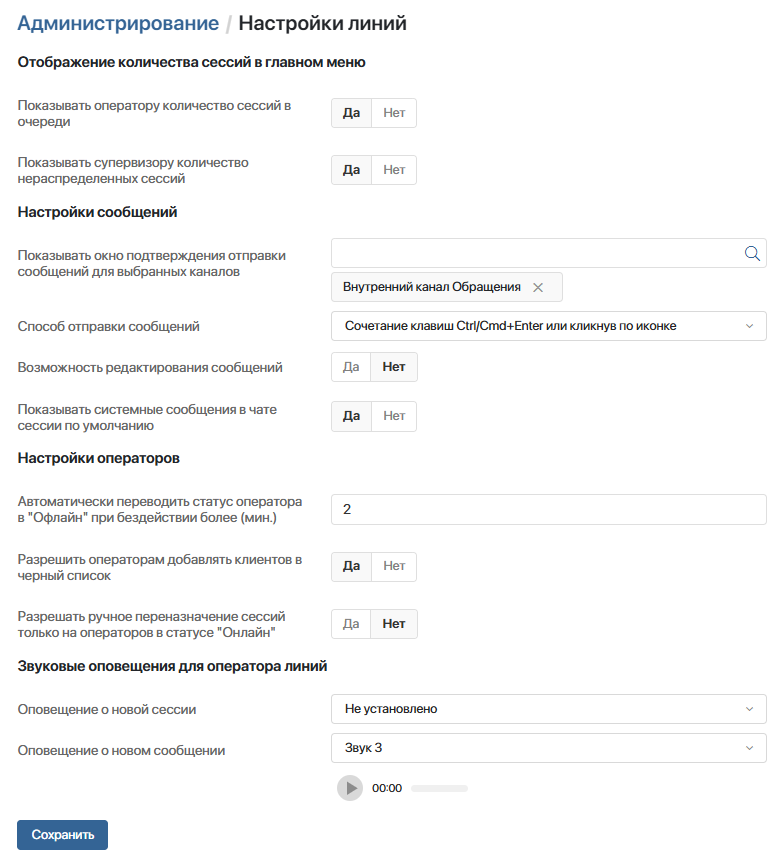 Администрирование / Настройки линий
Отображение количества сессий в главном меню
Показывать оператору количество сессий в
очереди
Да Нет
Показывать супервизору количество
нераспределенных сессий
Да Нет
Настройки сообщений
Показывать окно подтверждения отправки
сообщений для выбранных каналов
Внутренний канал Обращения
Способ отправки сообщений
Сочетание клавиш Ctrl/Cmd+Enter или кликнув по иконке
Возможность редактирования сообщений
Да Нет
Показывать системные сообщения в чате
сессии по умолчанию
Да Нет
Настройки операторов
Автоматически переводить статус оператора
в "Офлайн" при бездействии более (мин.)
2
Разрешить операторам добавлять клиентов в
черный список
Да Нет
Разрешать ручное переназначение сессий
только на операторов в статусе "Онлайн"
Да Нет
Звуковые оповещения для оператора линий
Оповещение о новой сессии
Не установлено
Оповещение о новом сообщении
Звук 3
00:00
Сохранить